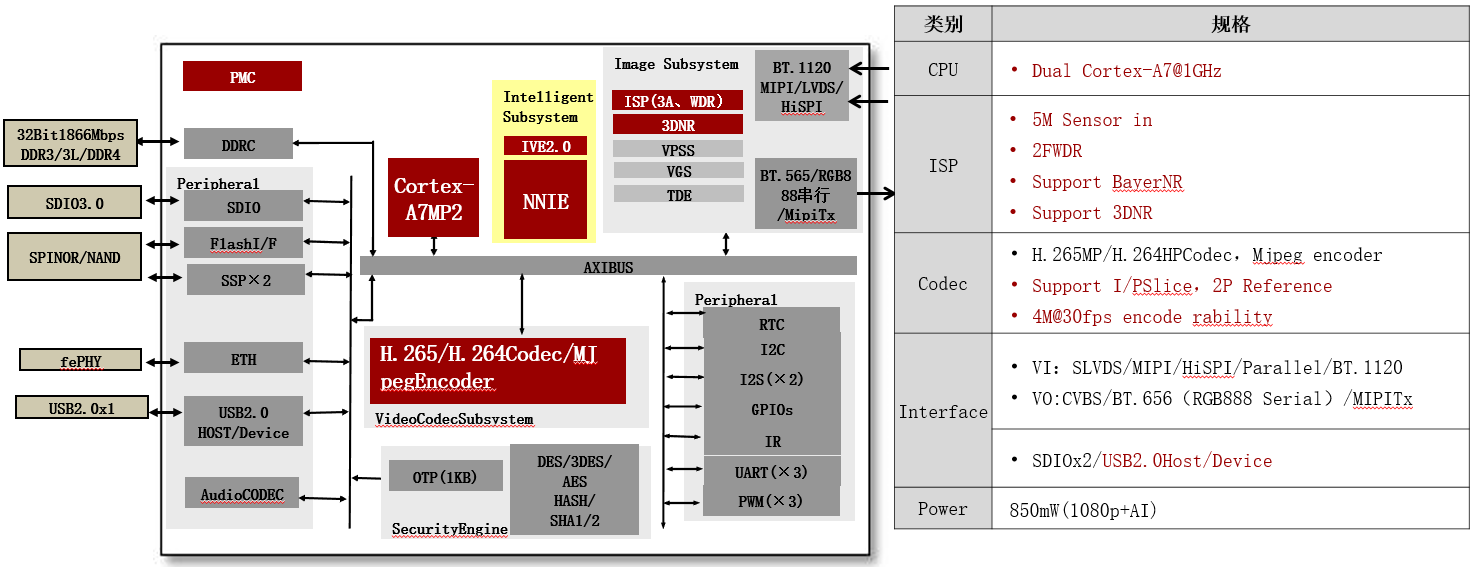 PMC
32Bit1866Mbps
DDR3/3L/DDR4
DDRC
Peripheral
SDIO3.0
SDIO
SPINOR/NAND
FlashI/F
SSP×2
fePHY
ETH
USB2.0x1
USB2.0
HOST/Device
AudioCODEC
Cortex-
A7MP2
Intelligent
Subsystem
IVE2.0
NNIE
Image Subsystem
ISP(3A、WDR)
3DNR
VPSS
VGS
TDE
BT.1120
MIPI/LVDS/
HiSPI
BT.565/RGB8
88串行
/MipiTx
AXIBUS
H.265/H.264Codec/MJ
pegEncoder
VideoCodecSubsystem
OTP(1KB)
DES/3DES/
AES
HASH/
SHA1/2
SecurityEngine
Peripheral
RTC
I2C
I2S(×2)
GPIOs
IR
UART(×3)
PWM(×3)
类别 规格
CPU
• Dual Cortex-A7@1GHz
ISP
• 5M Sensor in
• 2FWDR
• Support BayerNR
• Support 3DNR
Codec
• H.265MP/H.264HPCodec，Mjpeg encoder
• Support I/PSlice，2P Reference
• 4M@30fps encode rability
Interface
• VI：SLVDS/MIPI/HiSPI/Parallel/BT.1120
• VO:CVBS/BT.656（RGB888 Serial）/MIPITx
• SDIOx2/USB2.0Host/Device
Power
850mW(1080p+AI)